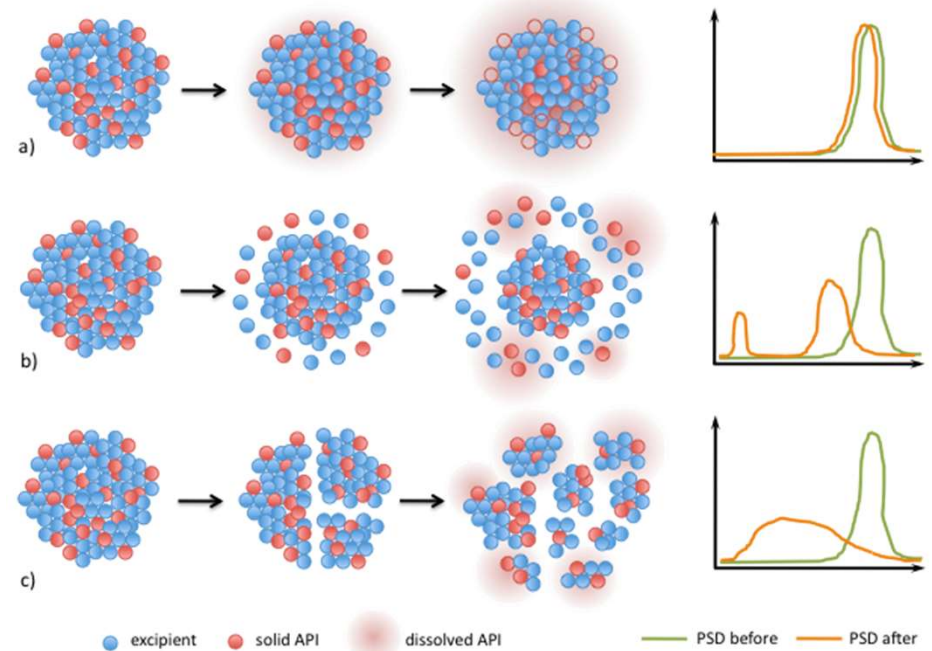 a)
b)
c)
excipient
solid API
dissolved API
PSD before
PSD after